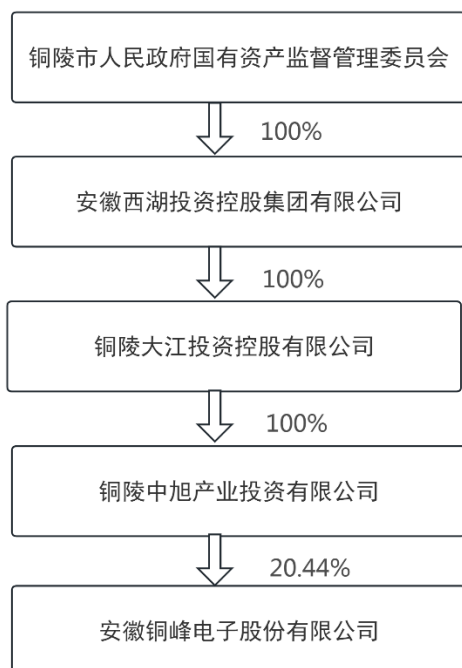 铜陵市人民政府国有资产监督管理委员会
100%
安徽西湖投资控股集团有限公司
100%
铜陵大江投资控股有限公司
100%
铜陵中旭产业投资有限公司
20.44%
安徽铜峰电子股份有限公司